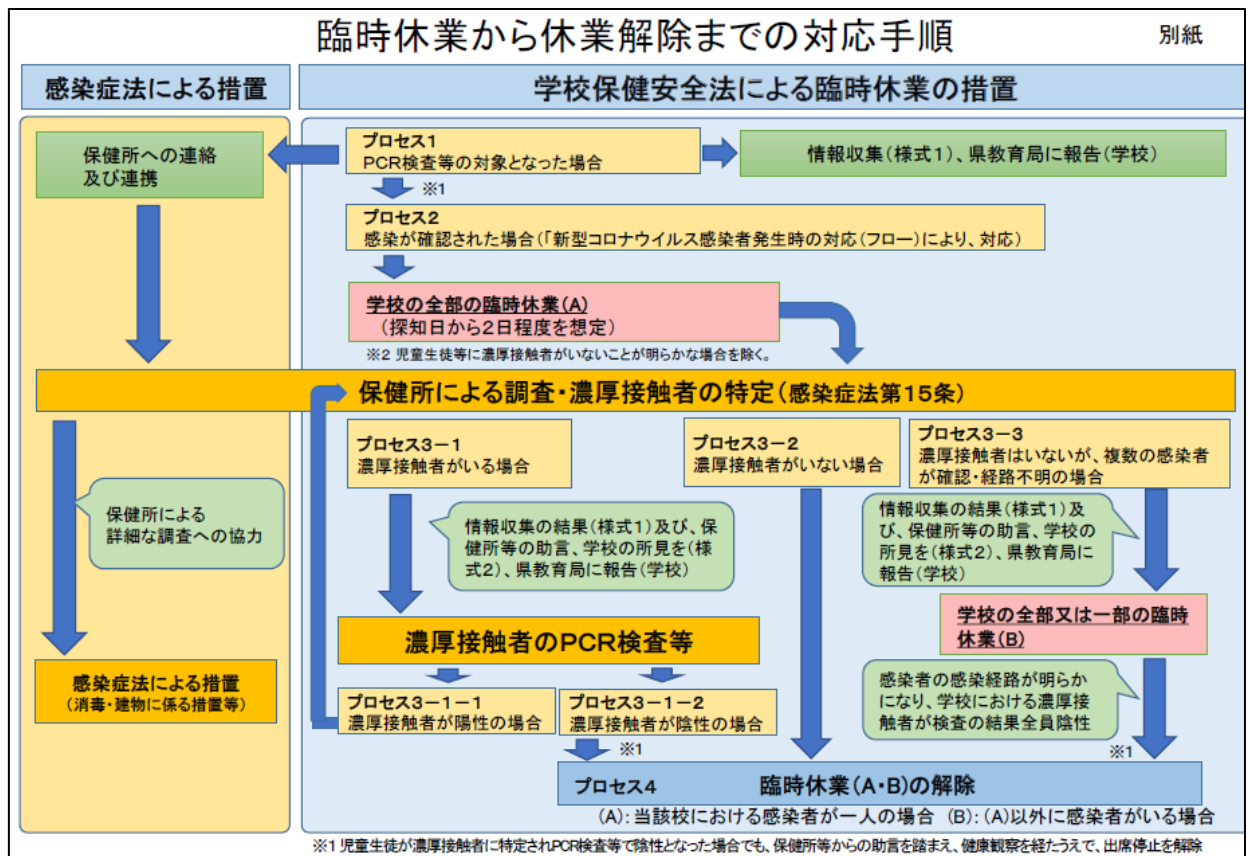 臨時休業から休業解除までの対応手順
別紙
感染症法による措置
学校保健安全法による臨時休業の措置
保健所への連絡
及び連携
プロセス1
PCR検査等の対象となった場合
情報収集(様式1)、県教育局に報告(学校)
※1
プロセス2
感染が確認された場合(「新型コロナウイルス感染者発生時の対応(フロー)により、対応)
学校の全部の臨時休業(A)
(探知日から2日程度を想定)
※2 児童生徒等に濃厚接触者がいないことが明らかな場合を除く。
保健所による調査・濃厚接触者の特定(感染症法第15条)
プロセス3-1
濃厚接触者がいる場合
プロセス3-2
濃厚接触者がいない場合
プロセス3-3
濃厚接触者はいないが、複数の感染者
が確認・経路不明の場合
保健所による
詳細な調査への協力
情報収集の結果(様式1)及び、保
健所等の助言、学校の所見を(様
式2)、県教育局に報告(学校)
情報収集の結果(様式1)及
び、保健所等の助言、学校の
所見を(様式2)、県教育局に
報告(学校)
学校の全部又は一部の臨時
休業(B)
濃厚接触者のPCR検査等
感染症法による措置
(消毒・建物に係る措置等)
プロセス3-1-1
濃厚接触者が陽性の場合
プロセス3-1-2
濃厚接触者が陰性の場合
感染者の感染経路が明らか
になり、学校における濃厚接
触者が検査の結果全員陰性
※1
※1
プロセス4 臨時休業(A・B)の解除
(A):当該校における感染者が一人の場合 (B):(A)以外に感染者がいる場合
※1 児童生徒が濃厚接触者に特定されPCR検査等で陰性となった場合でも、保健所等からの助言を踏まえ、健康観察を経たうえで、出席停止を解除